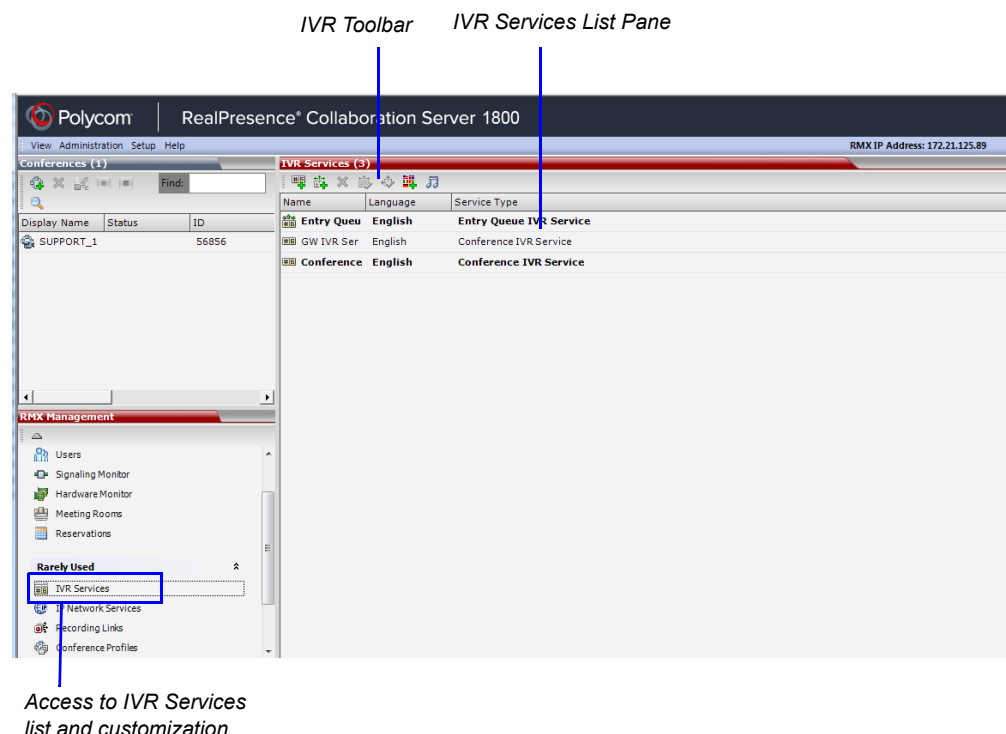 IVR Toolbar IVR Services List Pane
Polycom RealPresence® Collaboration Server 1800
View Administration Setup Help RMX IP Address: 172.21.125.89
Conferences (1)
Find:
Display Name Status ID
SUPPORT_1 56856
IVR Services (3)
Name Language Service Type
Entry Queu English Entry Queue IVR Service
GW IVR Ser English Conference IVR Service
Conference English Conference IVR Service
RMX Management
Users
Signaling Monitor
Hardware Monitor
Meeting Rooms
Reservations
Rarely Used
IVR Services
IP Network Services
Recording Links
Conference Profiles
Access to IVR Services
list and customization